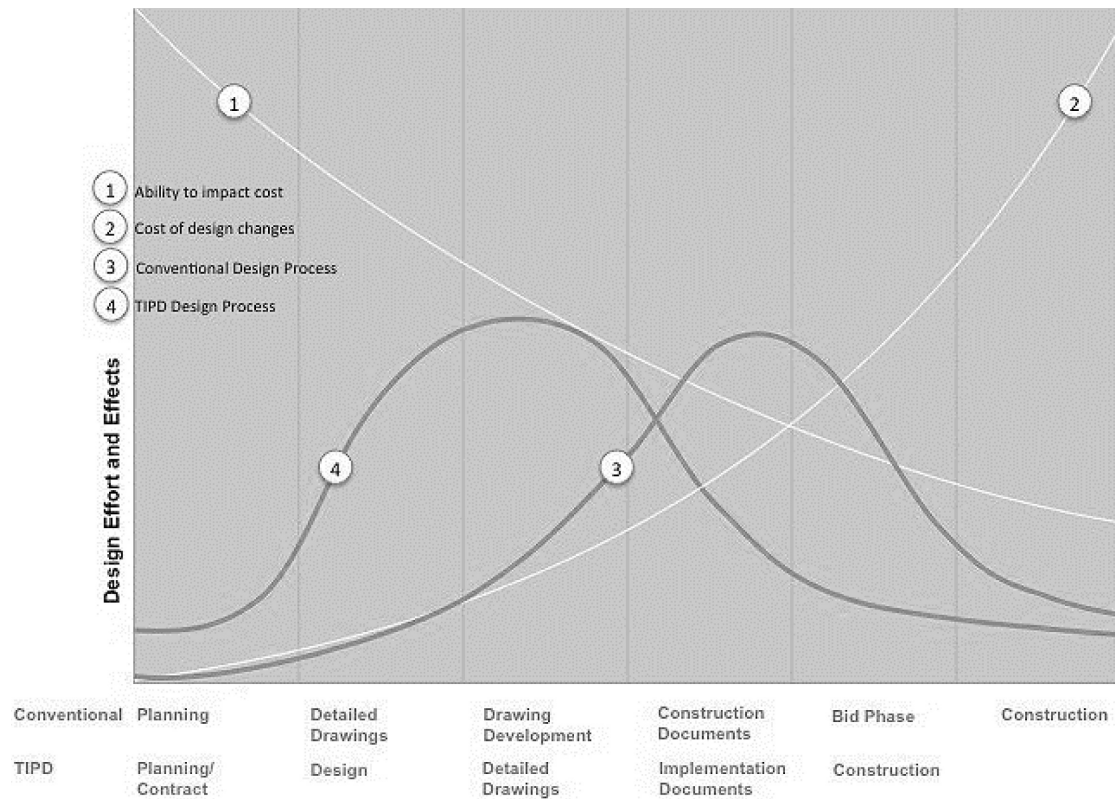 1
2
1 Ability to impact cost
2 Cost of design changes
3 Conventional Design Process
4 TIPD Design Process
Design Effort and Effects
4
3
Conventional Planning Detailed Drawing Construction Bid Phase Construction
Drawings Development Documents
TIPD Planning/ Design Detailed Implementation Construction
Contract Drawings Documents